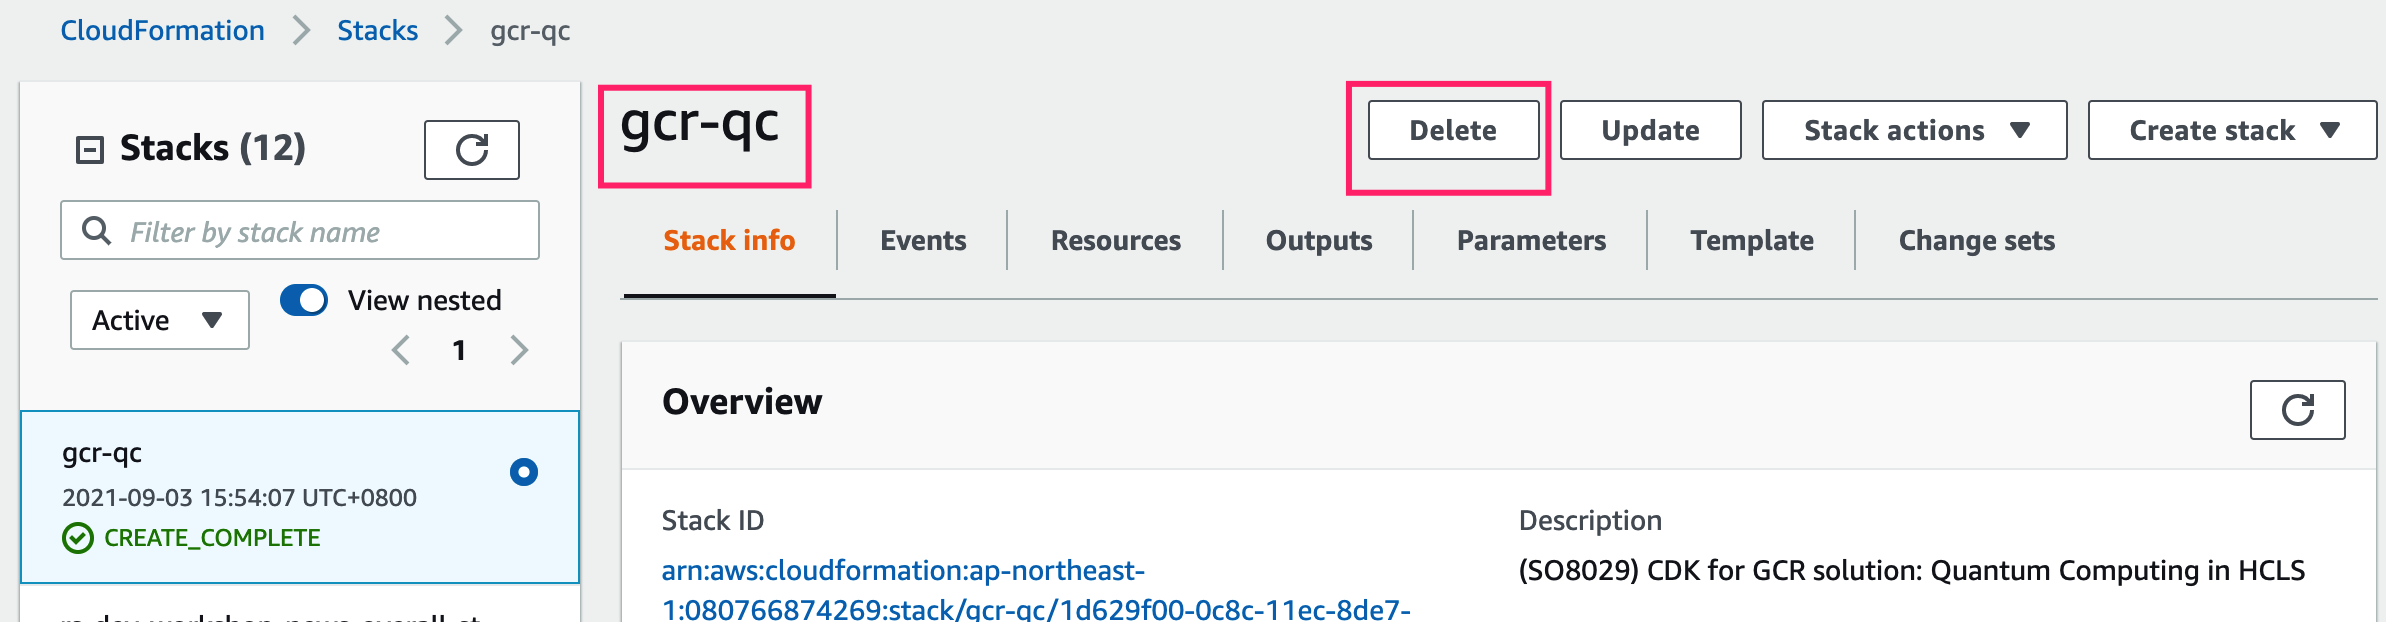 CloudFormation > Stacks > gcr-qc
Stacks (12)
Filter by stack name
Active
View nested
1
gcr-qc
2021-09-03 15:54:07 UTC+0800
CREATE_COMPLETE
gcr-qc
Delete
Update
Stack actions
Create stack
Stack info
Events
Resources
Outputs
Parameters
Template
Change sets
Overview
Stack ID
arn:aws:cloudformation:ap-northeast-
1:080766874269:stack/gcr-qc/1d629f00-0c8c-11ec-8de7-
Description
(SO8029) CDK for GCR solution: Quantum Computing in HCLS